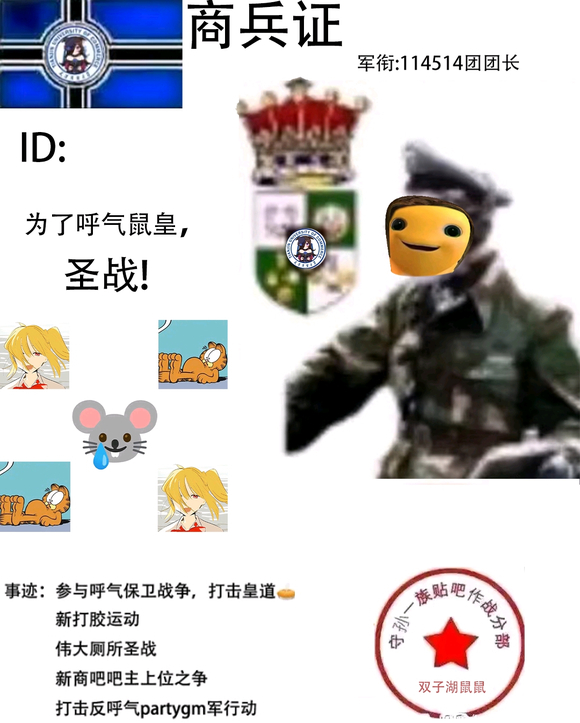 商兵证
军衔:114514团团长
ID:
为了呼气鼠皇,
圣战!
事迹: 参与呼气保卫战争, 打击皇道🥧
新打胶运动
伟大厕所圣战
新商吧吧主上位之争
打击反呼气partygm军行动
守孙一族贴吧作战分部
双子湖鼠鼠